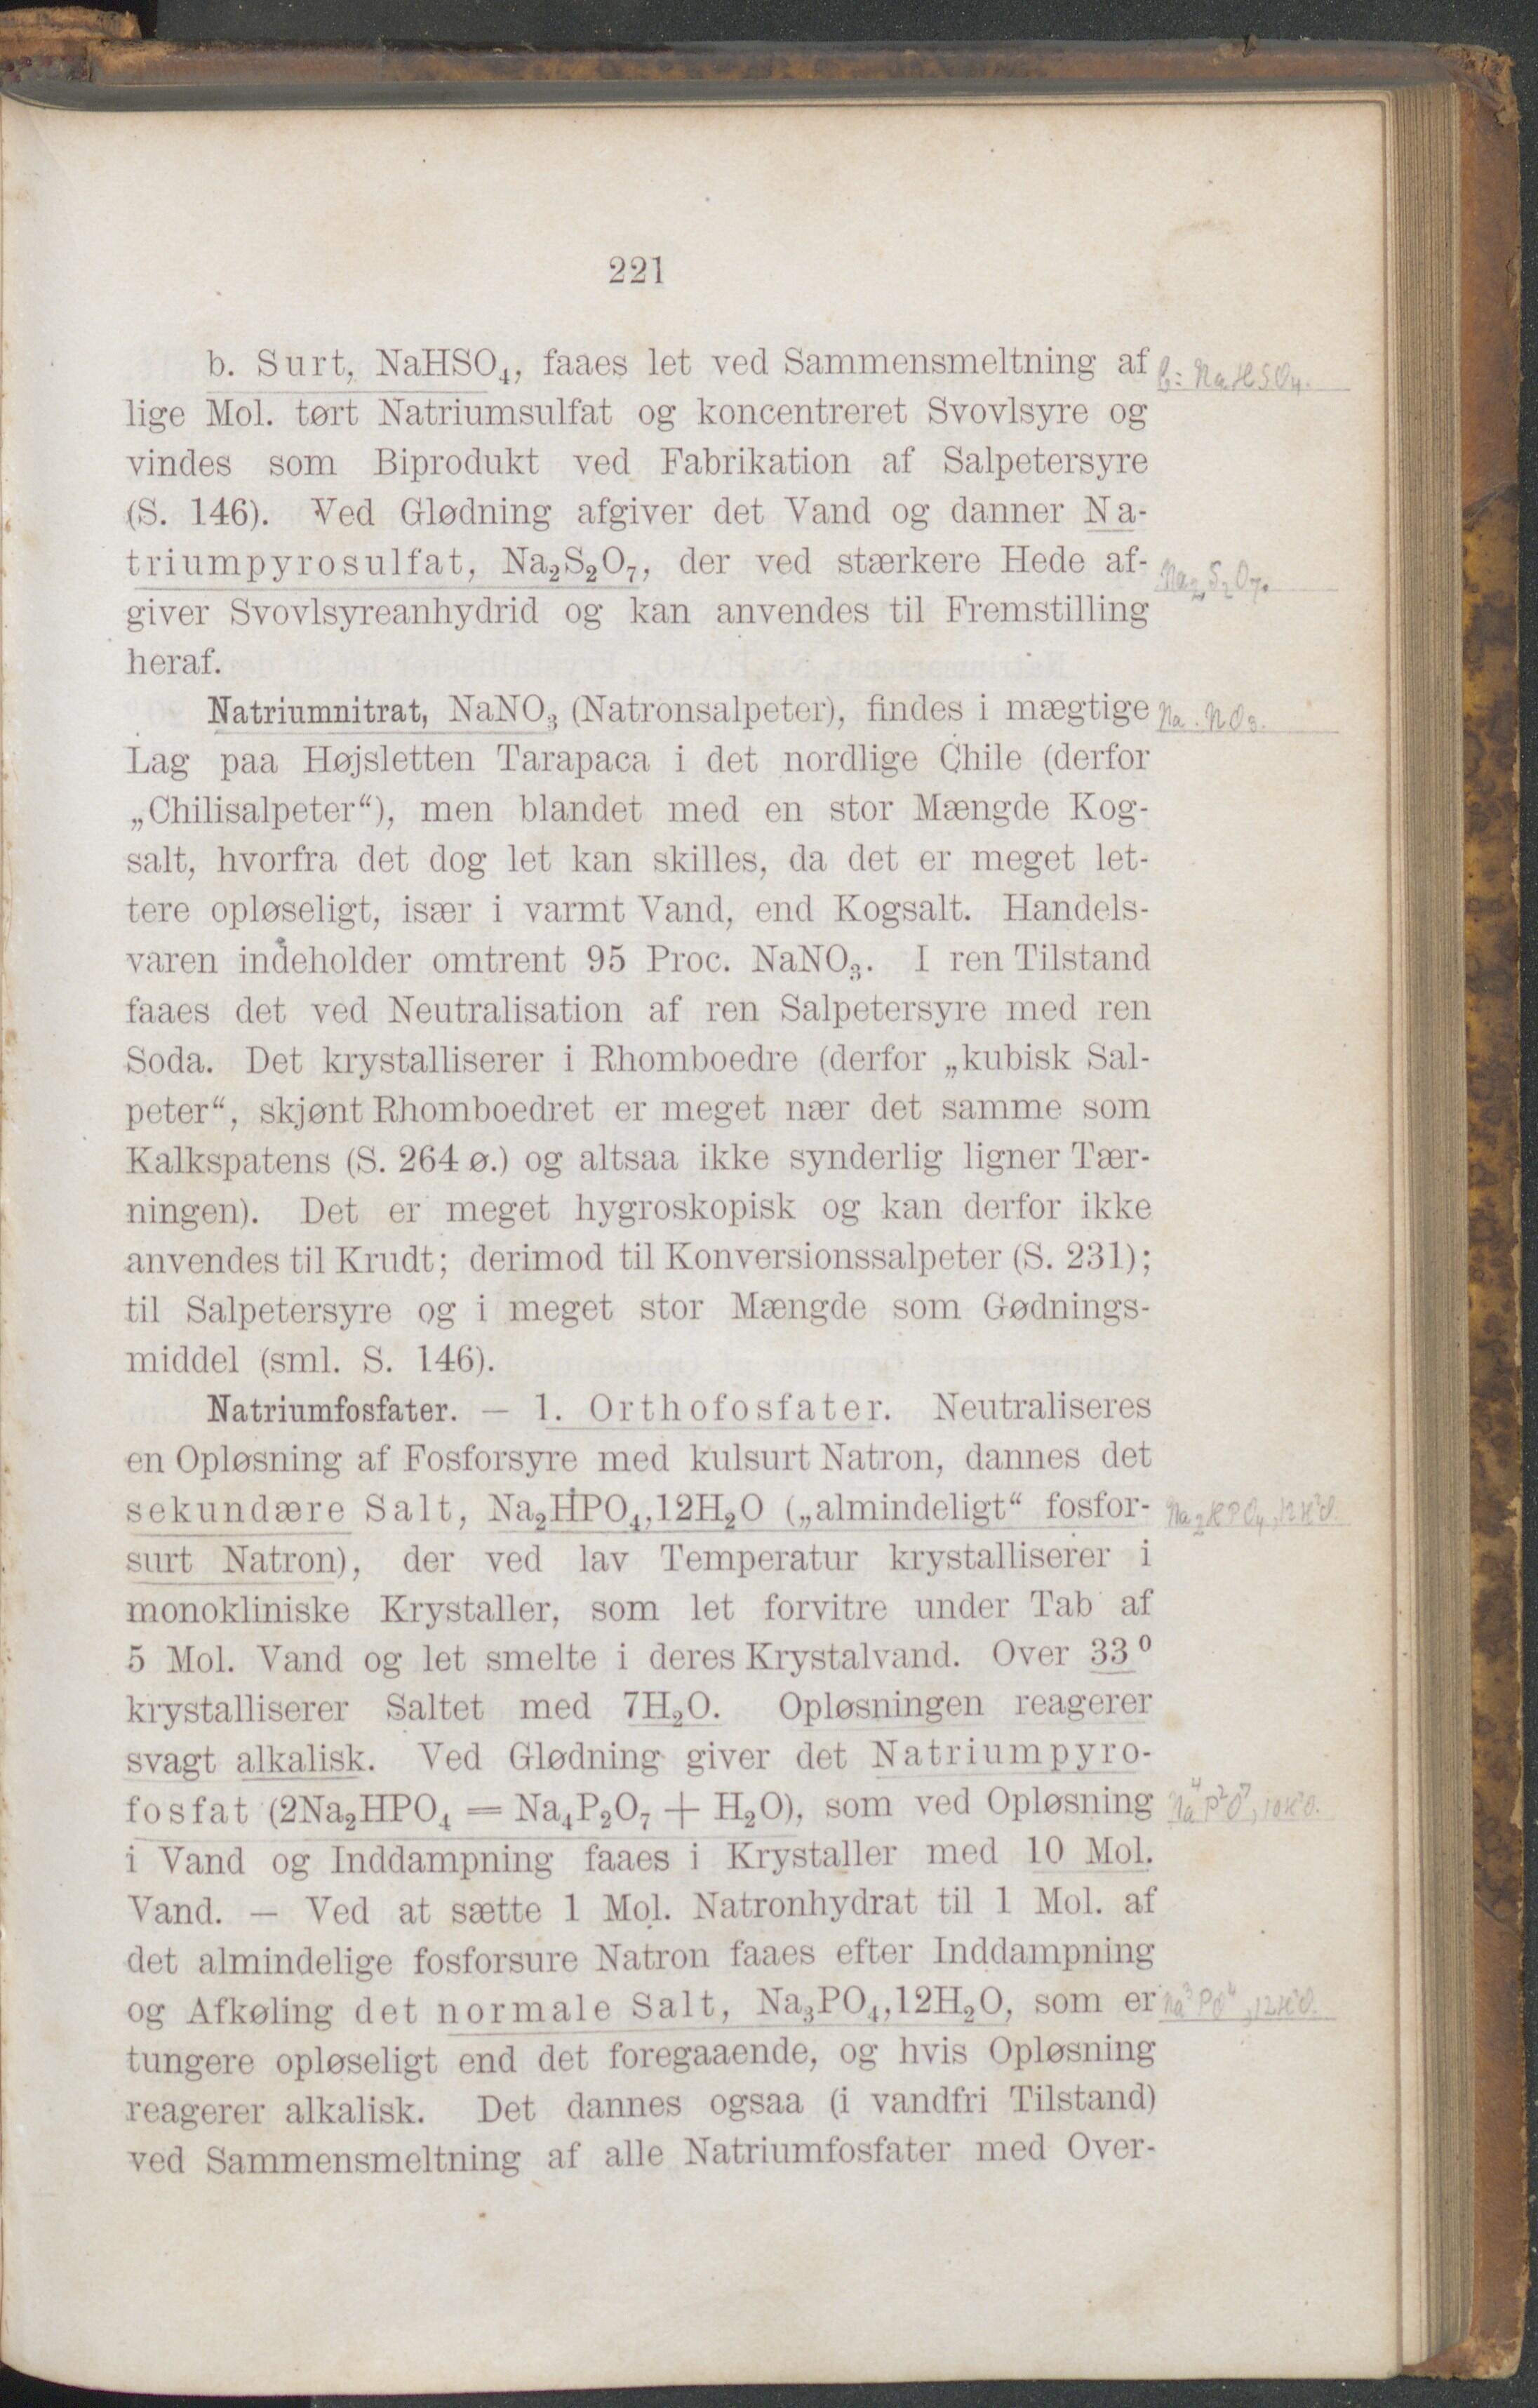 221
b. Surt, NaHSO₄, faaes let ved Sammensmeltning af
b: NaHSO₄.
lige Mol. tørt Natriumsulfat og koncentreret Svovlsyre og
vindes som Biprodukt ved Fabrikation af Salpetersyre
(S. 146). Ved Glødning afgiver det Vand og danner Na-
triumpyrosulfat, Na₂S₂O₇, der ved stærkere Hede af-
Na₂S₂O₇.
giver Svovlsyreanhydrid og kan anvendes til Fremstilling
heraf.
Natriumnitrat, NaNO₃ (Natronsalpeter), findes i mægtige
Na. NO₃.
Lag paa Højsletten Tarapaca i det nordlige Chile (derfor
„Chilisalpeter“), men blandet med en stor Mængde Kog-
salt, hvorfra det dog let kan skilles, da det er meget let-
tere opløseligt, især i varmt Vand, end Kogsalt. Handels-
varen indeholder omtrent 95 Proc. NaNO₃. I ren Tilstand
faaes det ved Neutralisation af ren Salpetersyre med ren
Soda. Det krystalliserer i Rhomboedre (derfor „kubisk Sal-
peter“, skjønt Rhomboedret er meget nær det samme som
Kalkspatens (S. 264 ø.) og altsaa ikke synderlig ligner Tær-
ningen). Det er meget hygroskopisk og kan derfor ikke
anvendes til Krudt; derimod til Konversionssalpeter (S. 231);
til Salpetersyre og i meget stor Mængde som Gødnings-
middel (sml. S. 146).
Natriumfosfater. — 1. Orthofosfater. Neutraliseres
en Opløsning af Fosforsyre med kulsurt Natron, dannes det
sekundære Salt, Na₂HPO₄,12H₂O („almindeligt“ fosfor-
Na₂HPO₄,12H²O.
surt Natron), der ved lav Temperatur krystalliserer i
monokliniske Krystaller, som let forvitre under Tab af
5 Mol. Vand og let smelte i deres Krystalvand. Over 33⁰
krystalliserer Saltet med 7H₂O. Opløsningen reagerer
svagt alkalisk. Ved Glødning giver det Natriumpyro-
fosfat (2Na₂HPO₄ = Na₄P₂O₇ + H₂O), som ved Opløsning
Na⁴P²O⁷, 10H²O.
i Vand og Inddampning faaes i Krystaller med 10 Mol.
Vand. — Ved at sætte 1 Mol. Natronhydrat til 1 Mol. af
det almindelige fosforsure Natron faaes efter Inddampning
og Afkøling det normale Salt, Na₃PO₄,12H₂O, som er
Na³PO⁴,12H²O.
tungere opløseligt end det foregaaende, og hvis Opløsning
reagerer alkalisk. Det dannes ogsaa (i vandfri Tilstand)
ved Sammensmeltning af alle Natriumfosfater med Over-